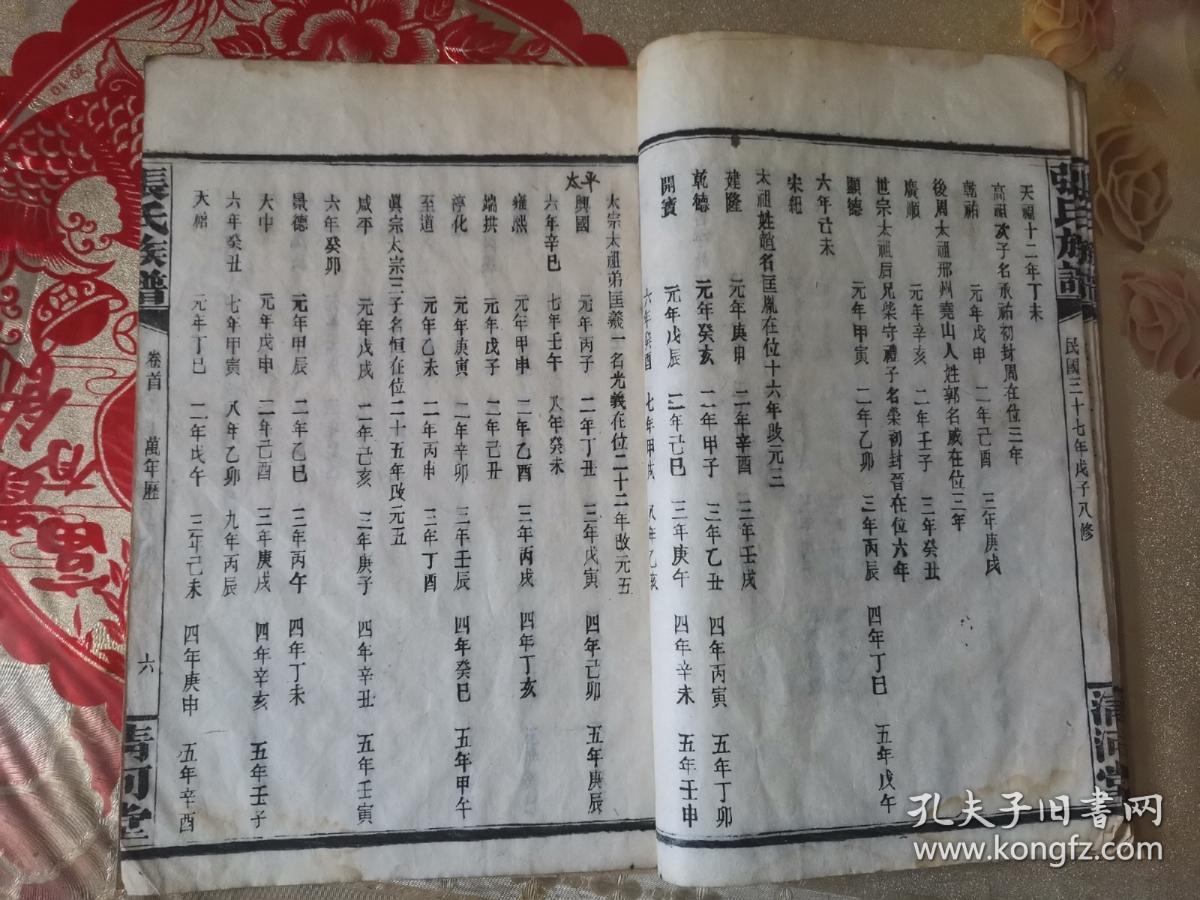 張氏族譜
民國三十七年戊子八修
清河堂
天福十二年丁未
高祖次子名承祐初封周在位三年
乾祐 元年戊申 二年己酉 三年庚戌
後周太祖邢州堯山人姓郭名威在位三年
廣順 元年辛亥 二年壬子 三年癸丑
世宗太祖后兄柴守禮子名榮初封晉在位六年
顯德 元年甲寅 二年乙卯 三年丙辰 四年丁巳 五年戊午
六年己未
宋紀
太祖姓趙名匡胤在位十六年改元三
建隆 元年庚申 二年辛酉 三年壬戌
乾德 元年癸亥 二年甲子 三年乙丑 四年丙寅 五年丁卯
開寶 元年戊辰 二年己巳 三年庚午 四年辛未 五年壬申
六年癸酉 七年甲戌 八年乙亥
太宗太祖弟匡義一名光義在位二十二年改元五
太平興國 元年丙子 二年丁丑 三年戊寅 四年己卯 五年庚辰
六年辛巳 七年壬午 八年癸未
雍熙 元年甲申 二年乙酉 三年丙戌 四年丁亥
端拱 元年戊子 二年己丑
淳化 元年庚寅 二年辛卯 三年壬辰 四年癸巳 五年甲午
至道 元年乙未 二年丙申 三年丁酉
眞宗太宗三子名恒在位二十五年改元五
咸平 元年戊戌 二年己亥 三年庚子 四年辛丑 五年壬寅
六年癸卯
景德 元年甲辰 二年乙巳 三年丙午 四年丁未
大中 元年戊申 二年己酉 三年庚戌 四年辛亥 五年壬子
六年癸丑 七年甲寅 八年乙卯 九年丙辰
天禧 元年丁巳 二年戊午 三年己未 四年庚申 五年辛酉
張氏族譜
卷首 萬年歷
六
清河堂
孔夫子旧書网
www.kongfz.com